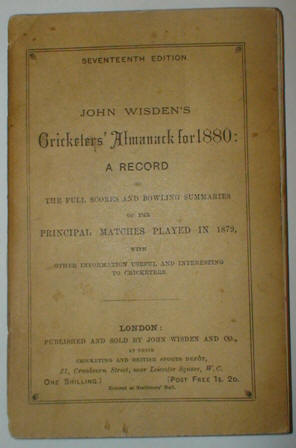 SEVENTEENTH EDITION
JOHN WISDEN'S
Cricketers' Almanack for 1880:
A RECORD
OF
THE FULL SCORES AND BOWLING SUMMARIES
OF THE
PRINCIPAL MATCHES PLAYED IN 1879,
WITH
OTHER INFORMATION USEFUL AND INTERESTING
TO CRICKETERS.
LONDON:
PUBLISHED AND SOLD BY JOHN WISDEN AND CO.,
AT THEIR
CRICKETING AND BRITISH SPORTS DEPÔT,
21, Cranbourn Street, near Leicester Square, W.C.
ONE SHILLING.] [POST FREE 1S. 2D.
Entered at Stationers' Hall.